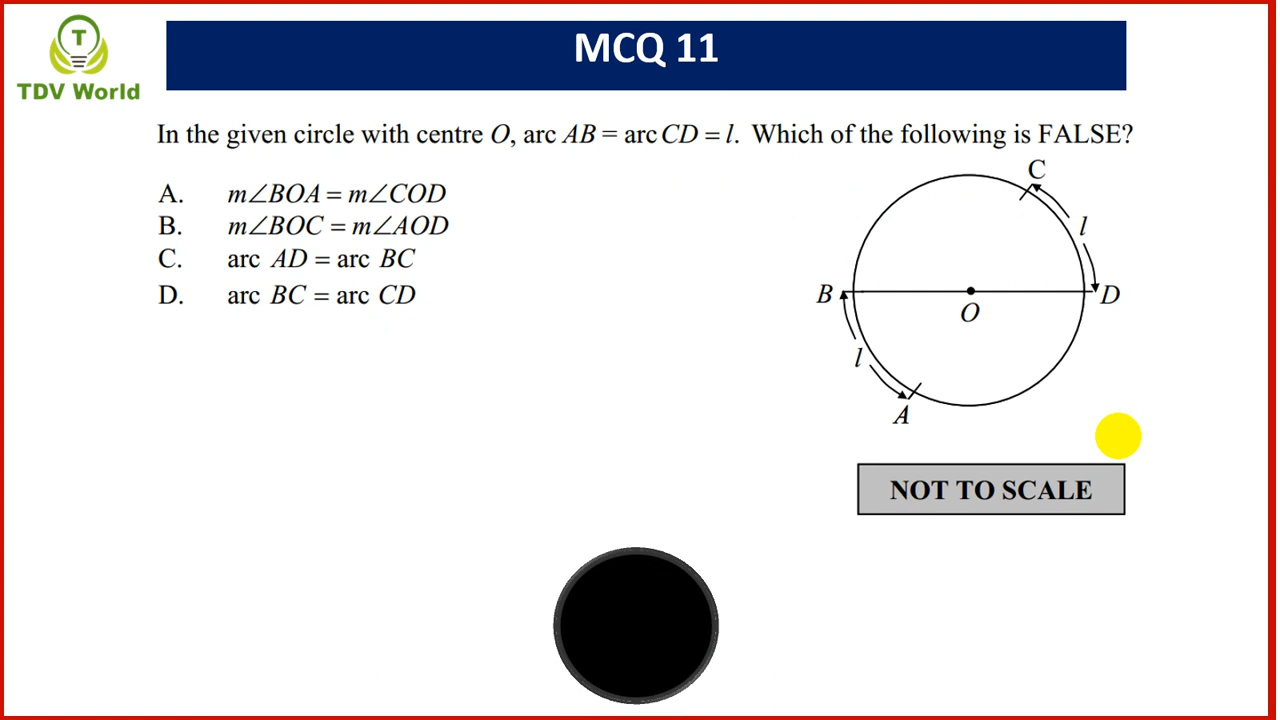 T
TDV World
MCQ 11
In the given circle with centre O, arc AB = arc CD = l. Which of the following is FALSE?
A. m∠BOA = m∠COD
B. m∠BOC = m∠AOD
C. arc AD = arc BC
D. arc BC = arc CD
C
l
B
D
O
l
A
NOT TO SCALE